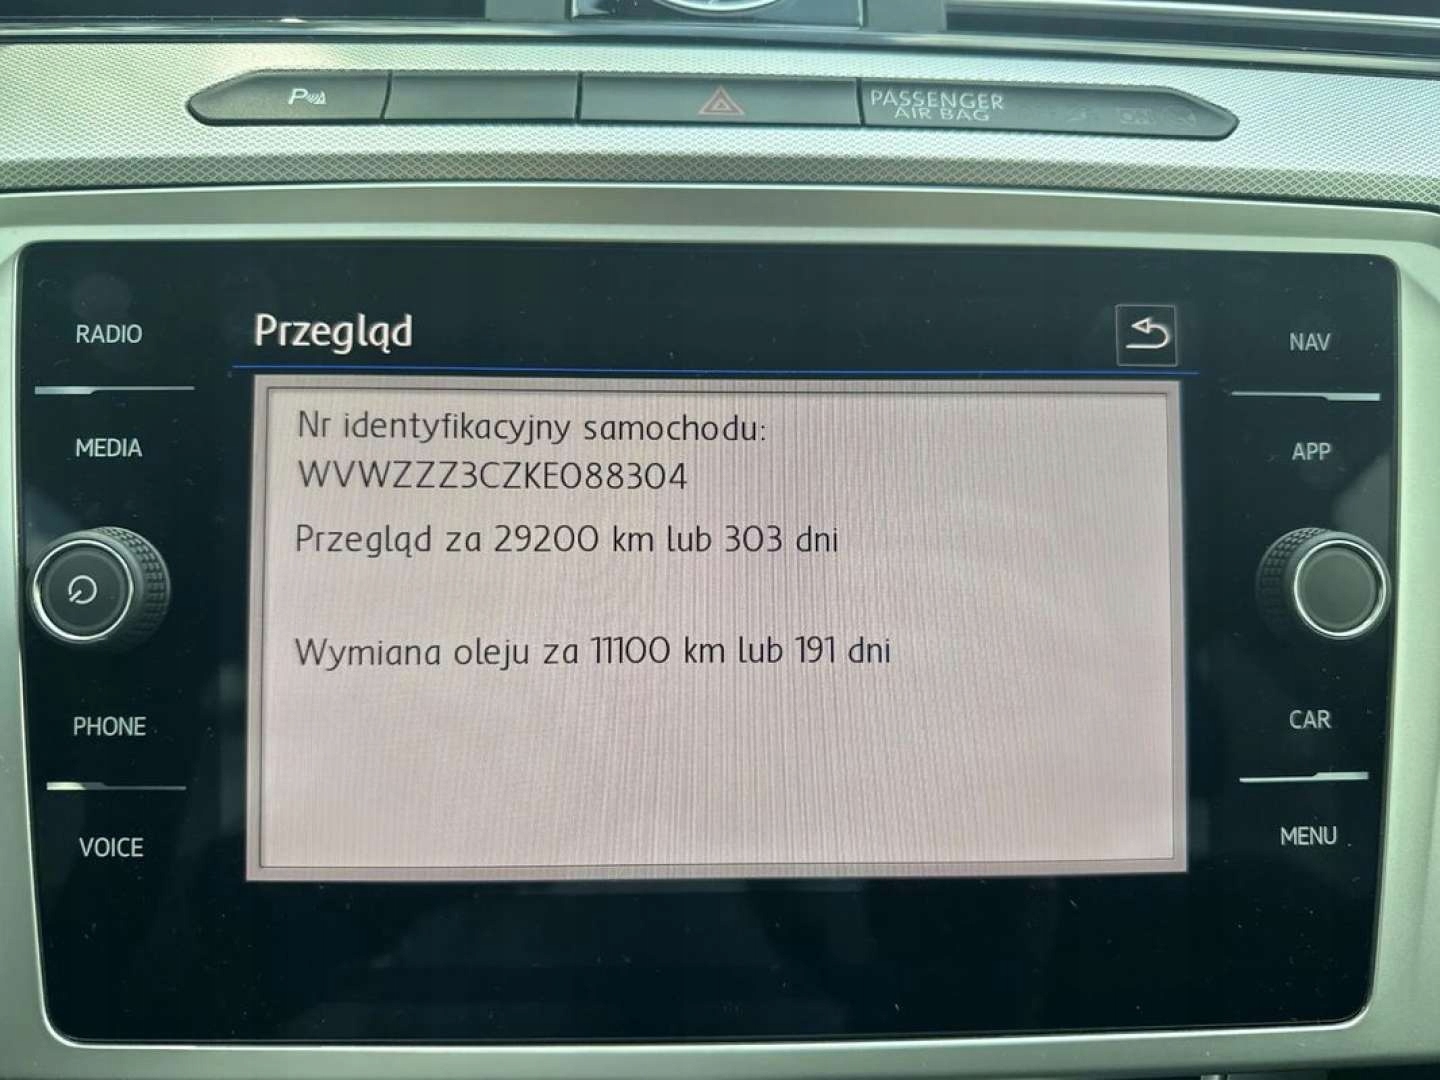 P
PASSENGER
AIR BAG
RADIO
MEDIA
PHONE
VOICE
Przegląd
Nr identyfikacyjny samochodu:
WVWZZZ3CZKE088304
Przegląd za 29200 km lub 303 dni
Wymiana oleju za 11100 km lub 191 dni
NAV
APP
CAR
MENU